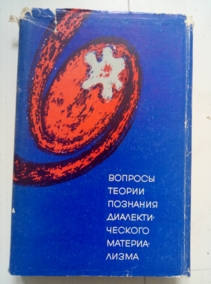 ВОПРОСЫ
ТЕОРИИ
ПОЗНАНИЯ
ДИАЛЕКТИ-
ЧЕСКОГО
МАТЕРИА-
ЛИЗМА